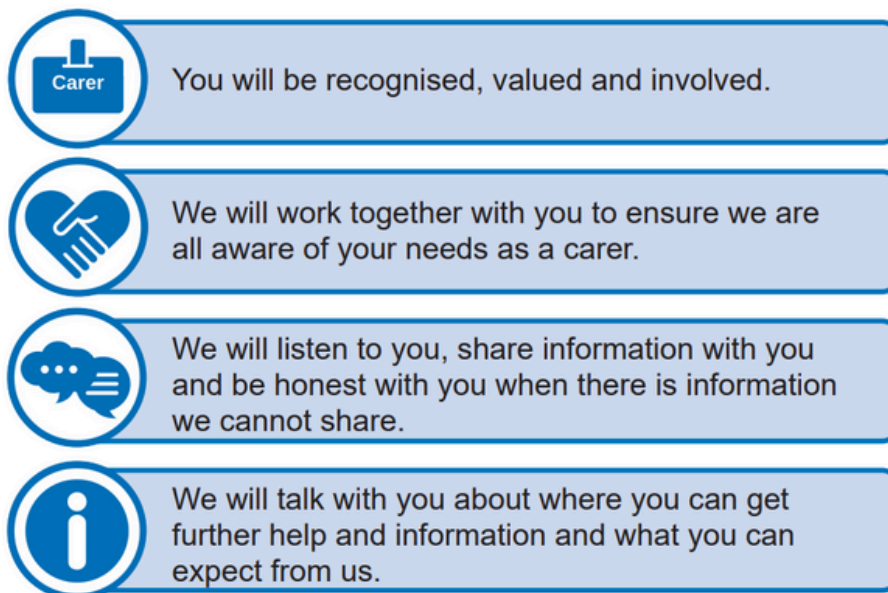 Carer
You will be recognised, valued and involved.
We will work together with you to ensure we are
all aware of your needs as a carer.
We will listen to you, share information with you
and be honest with you when there is information
we cannot share.
We will talk with you about where you can get
further help and information and what you can
expect from us.